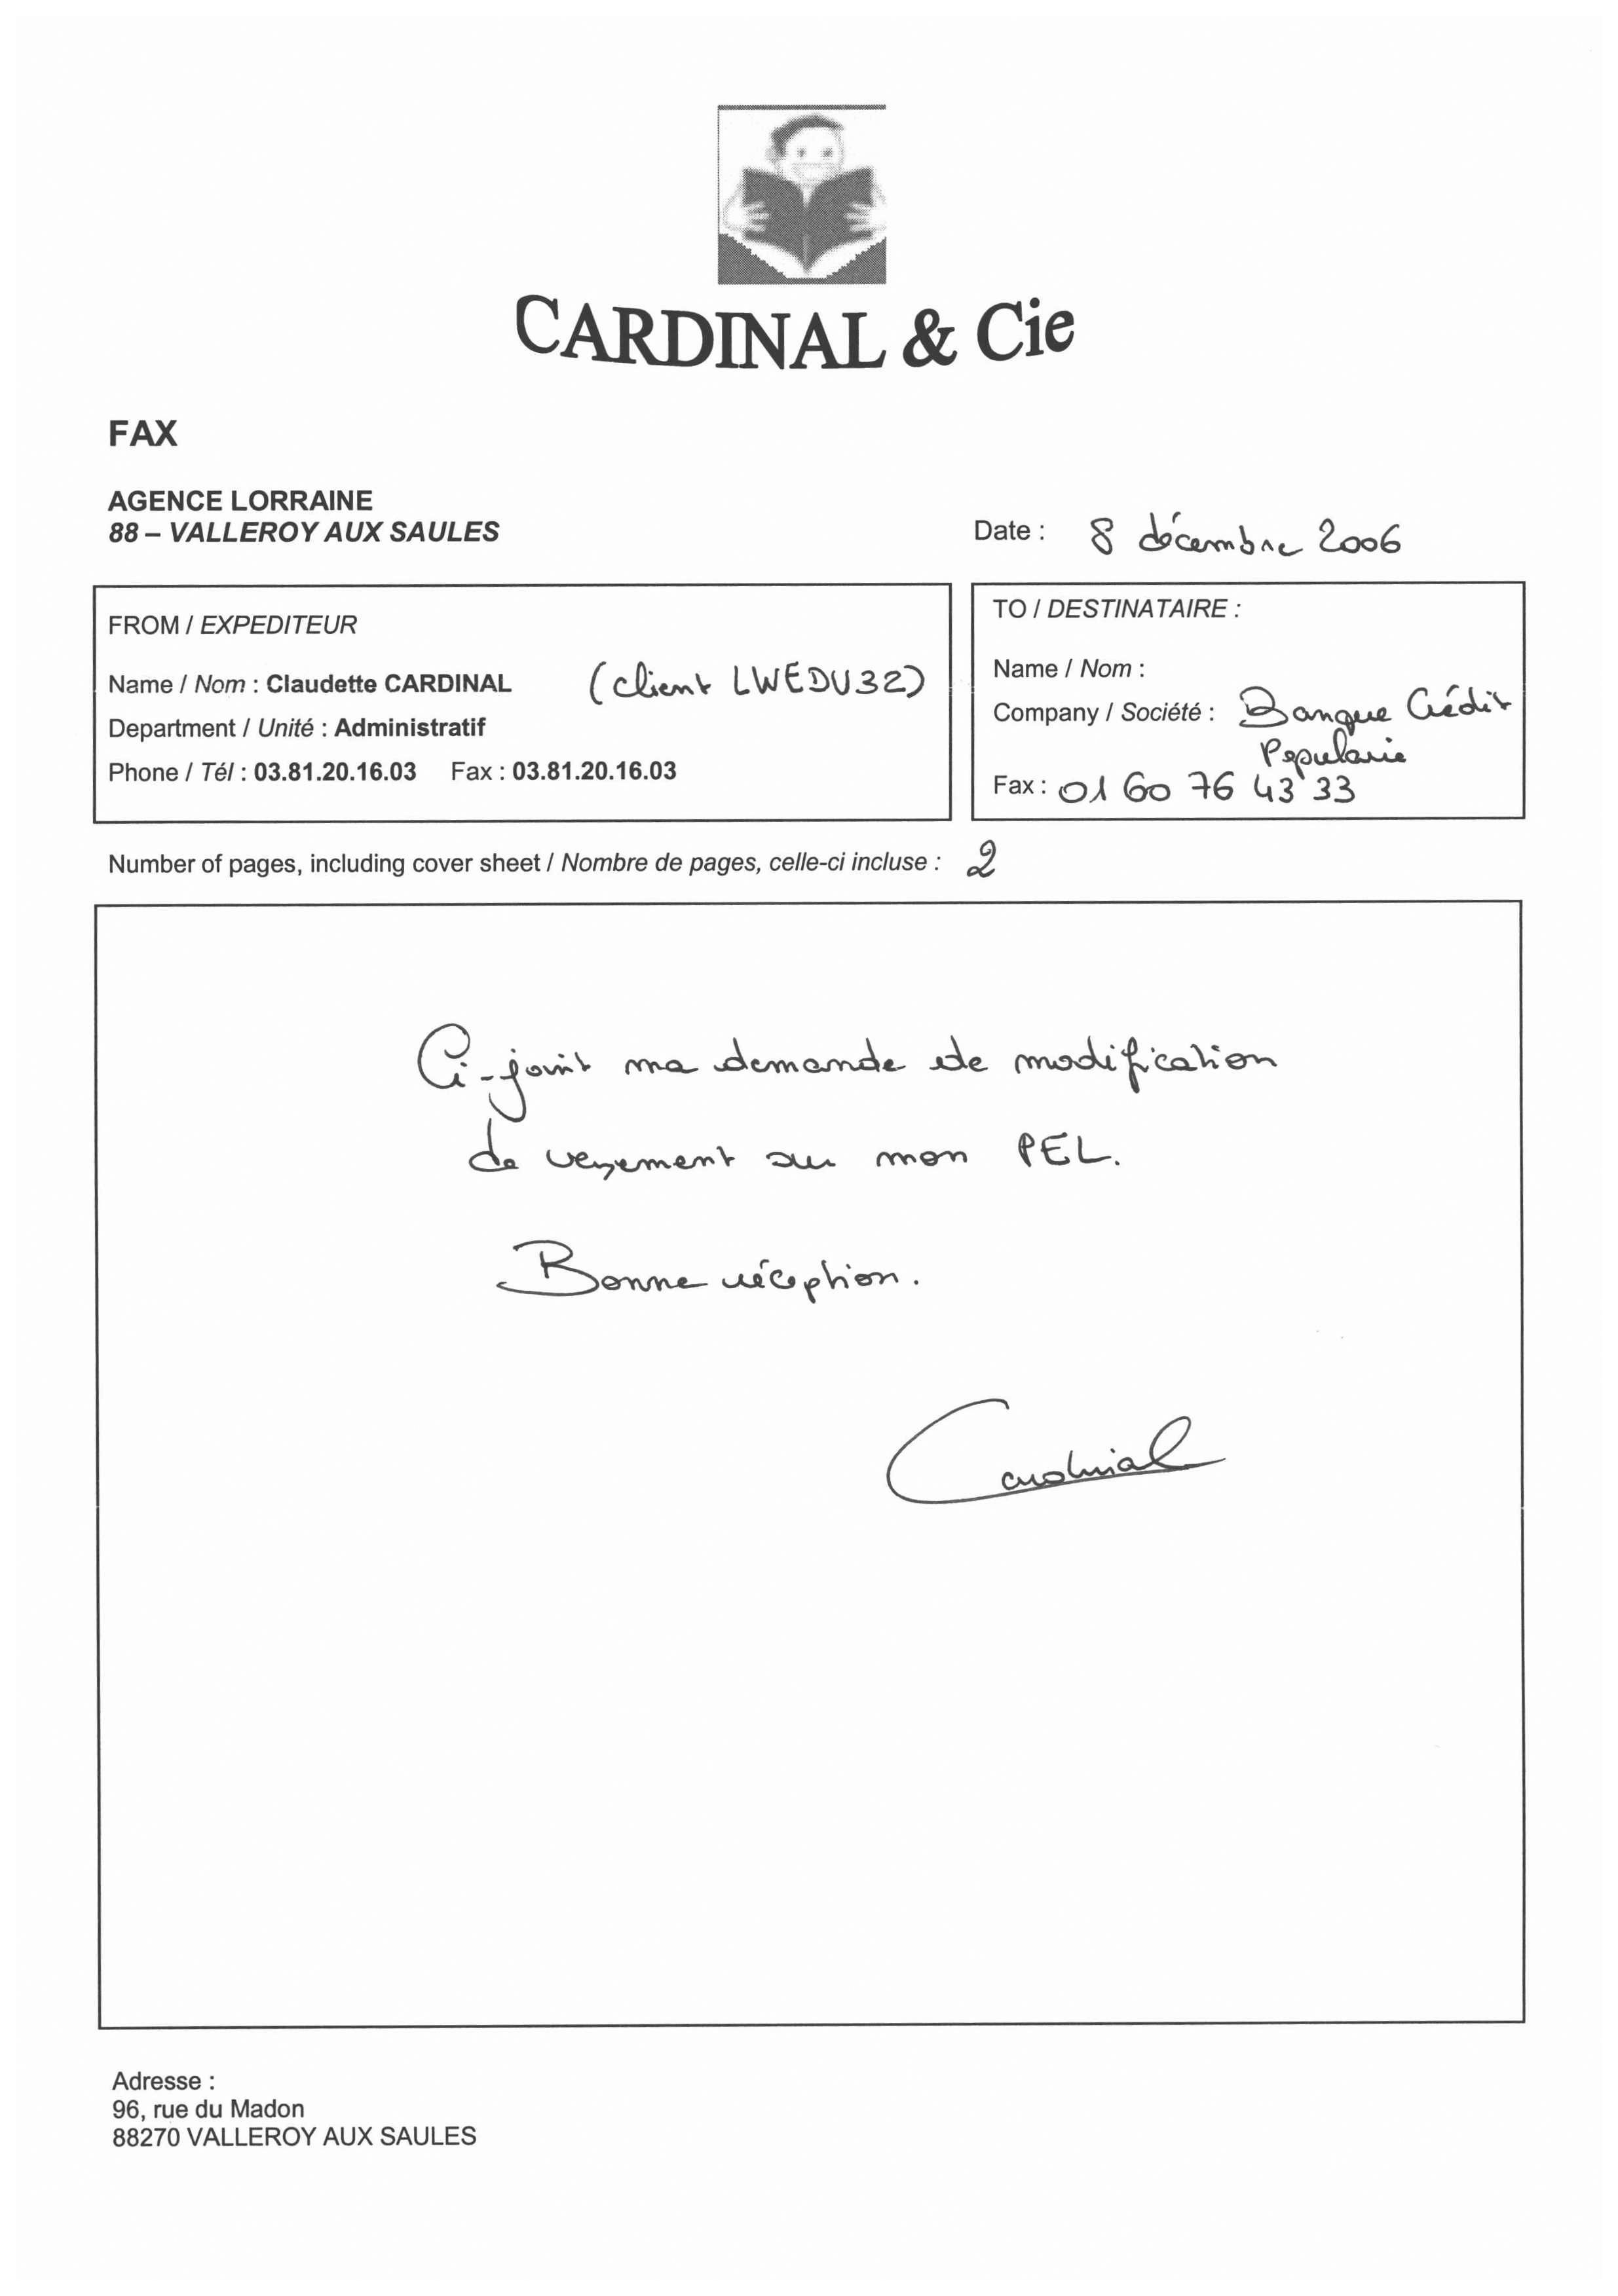 CARDINAL & Cie
FAX
AGENCE LORRAINE
88 – VALLEROY AUX SAULES
Date : 8 décembre 2006
FROM / EXPEDITEUR
Name / Nom : Claudette CARDINAL (client LWEDU32)
Department / Unité : Administratif
Phone / Tél : 03.81.20.16.03 Fax : 03.81.20.16.03
TO / DESTINATAIRE :
Name / Nom :
Company / Société : Banque Crédit
Populaire
Fax : 01 60 76 43 33
Number of pages, including cover sheet / Nombre de pages, celle-ci incluse : 2
Ci-joint ma demande de modification
de versement sur mon PEL.
Bonne réception.
Cardinal
Adresse :
96, rue du Madon
88270 VALLEROY AUX SAULES